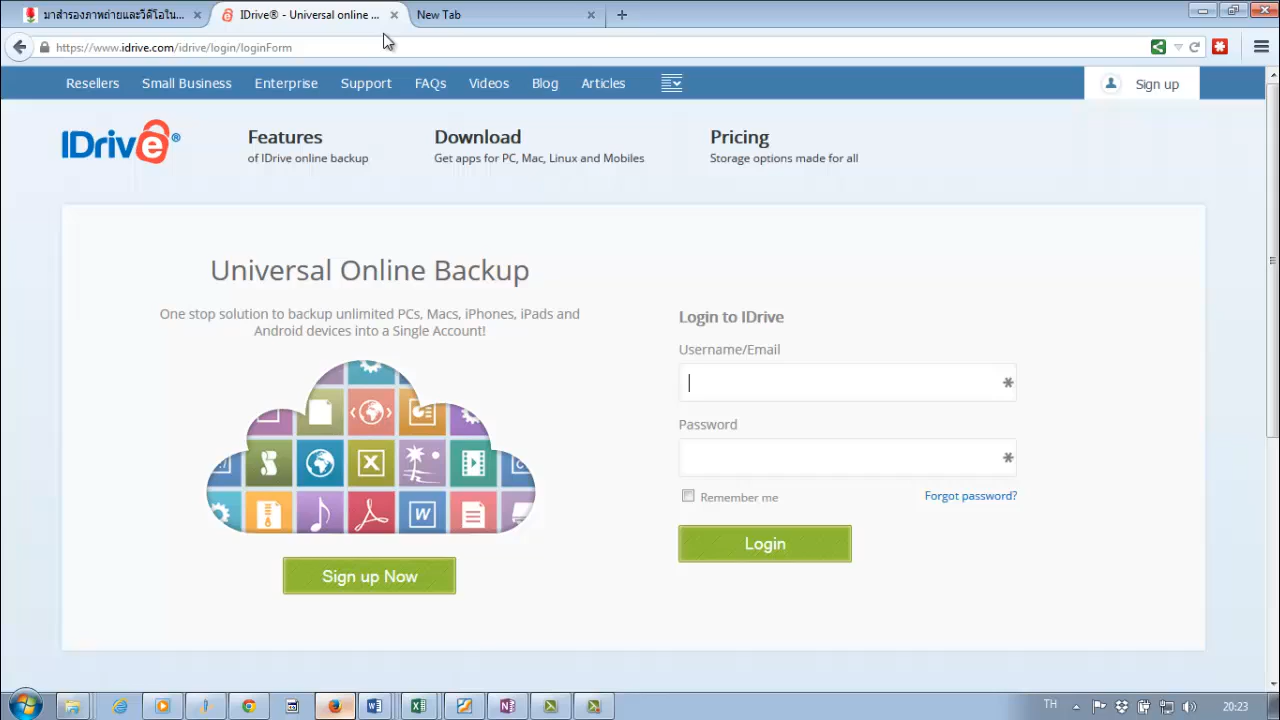 มาสำรองภาพถ่ายและวีดีโอใน...
IDrive® - Universal online ...
New Tab
https://www.idrive.com/idrive/login/loginForm
Resellers
Small Business
Enterprise
Support
FAQs
Videos
Blog
Articles
Sign up
IDrive®
Features
of IDrive online backup
Download
Get apps for PC, Mac, Linux and Mobiles
Pricing
Storage options made for all
Universal Online Backup
One stop solution to backup unlimited PCs, Macs, iPhones, iPads and
Android devices into a Single Account!
Sign up Now
Login to IDrive
Username/Email
Password
Remember me
Forgot password?
Login
TH
20:23